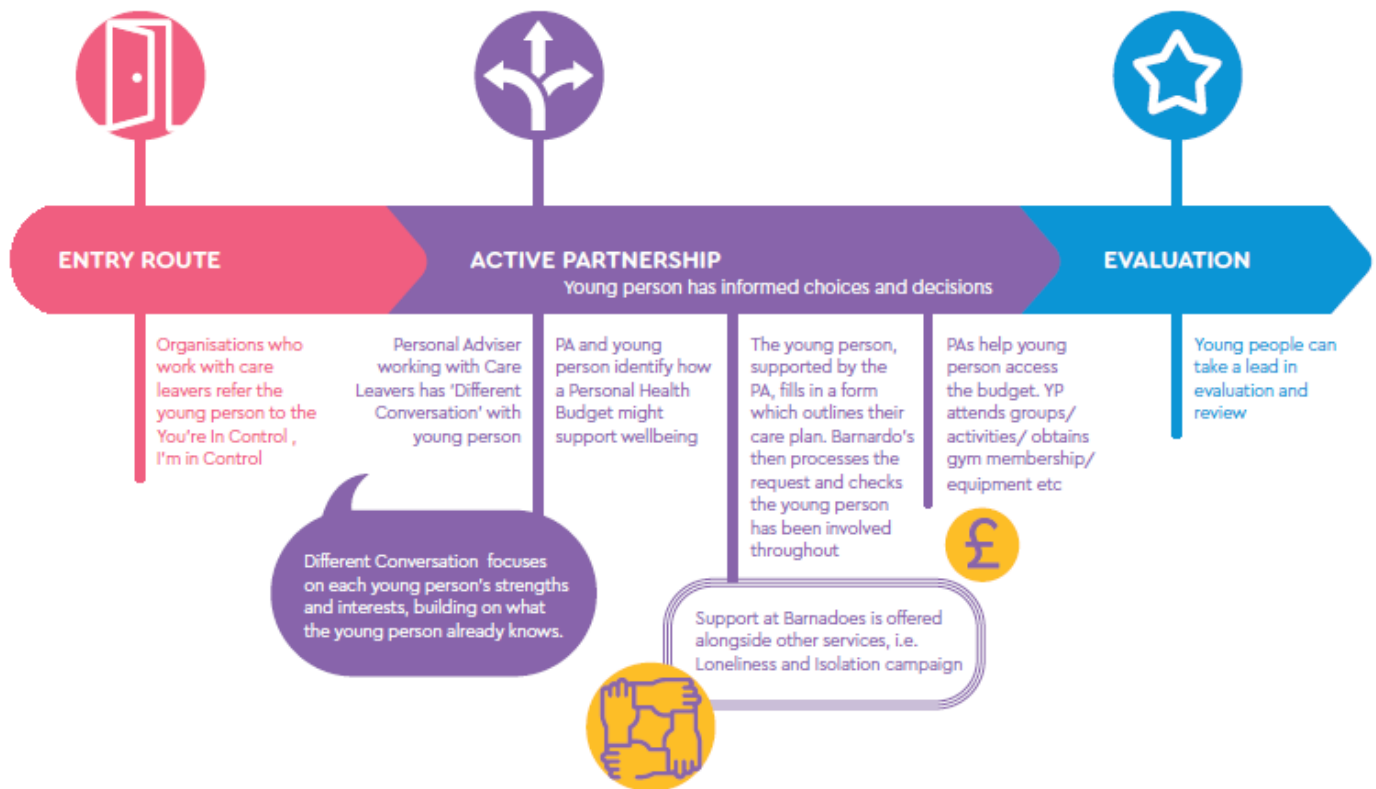 ENTRY ROUTE
ACTIVE PARTNERSHIP
Young person has informed choices and decisions
EVALUATION
Organisations who
work with care
leavers refer the
young person to the
You're In Control ,
I'm in Control
Personal Adviser
working with Care
Leavers has 'Different
Conversation' with
young person
PA and young
person identify how
a Personal Health
Budget might
support wellbeing
The young person,
supported by the
PA, fills in a form
which outlines their
care plan. Barnardo's
then processes the
request and checks
the young person
has been involved
throughout
PAs help young
person access
the budget. YP
attends groups/
activities/ obtains
gym membership/
equipment etc
Young people can
take a lead in
evaluation and
review
Different Conversation focuses
on each young person's strengths
and interests, building on what
the young person already knows.
£
Support at Barnadoes is offered
alongside other services, i.e.
Loneliness and Isolation campaign